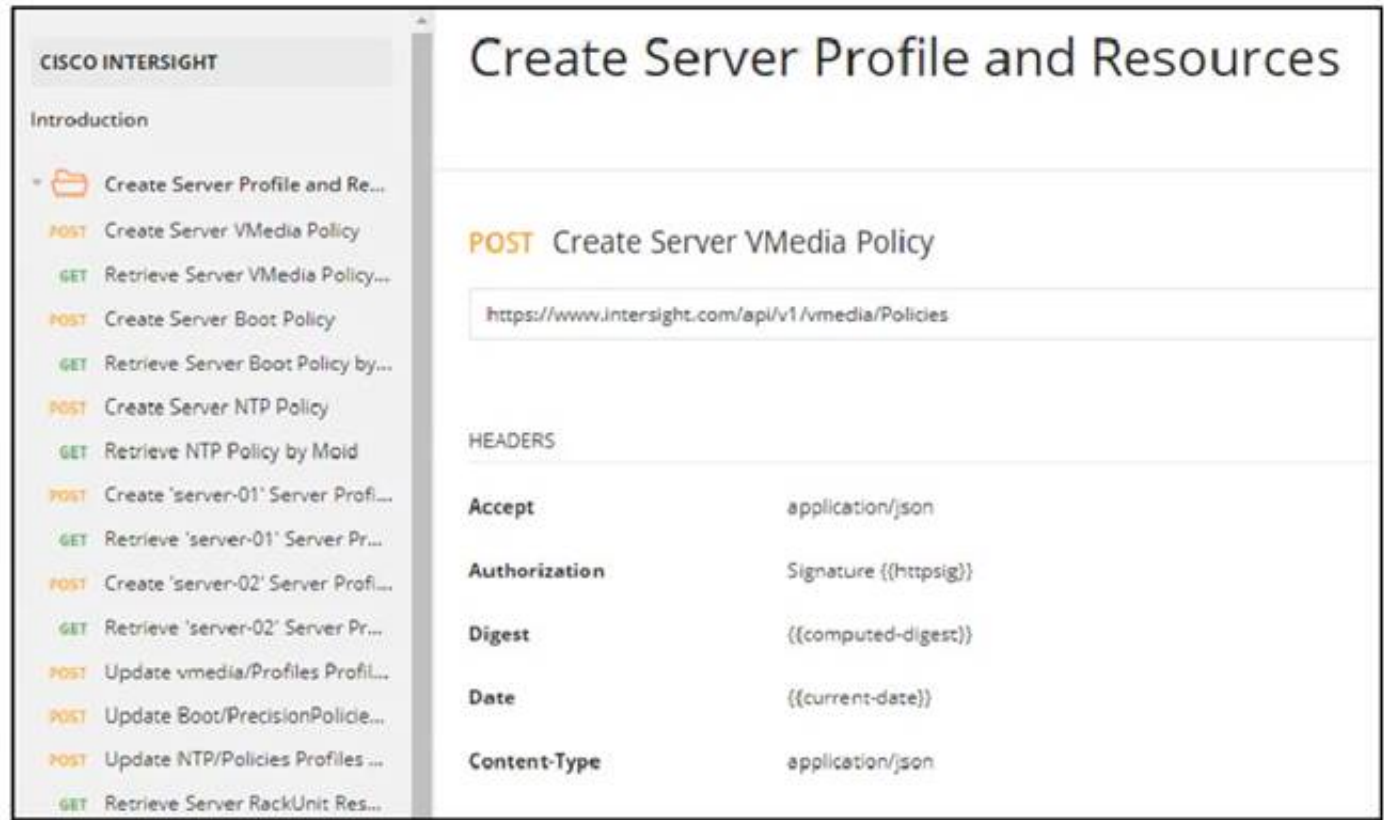 CISCO INTERSIGHT
Introduction
Create Server Profile and Re...
POST Create Server VMedia Policy
GET Retrieve Server VMedia Policy...
POST Create Server Boot Policy
GET Retrieve Server Boot Policy by...
POST Create Server NTP Policy
GET Retrieve NTP Policy by Moid
POST Create 'server-01' Server Profi...
GET Retrieve 'server-01' Server Pr...
POST Create 'server-02' Server Profi...
GET Retrieve 'server-02' Server Pr...
POST Update vmedia/Profiles Profil...
POST Update Boot/PrecisionPolicie...
POST Update NTP/Policies Profiles ...
GET Retrieve Server RackUnit Res...
Create Server Profile and Resources
POST Create Server VMedia Policy
https://www.intersight.com/api/v1/vmedia/Policies
HEADERS
Accept application/json
Authorization Signature {{httpsig}}
Digest {{computed-digest}}
Date {{current-date}}
Content-Type application/json